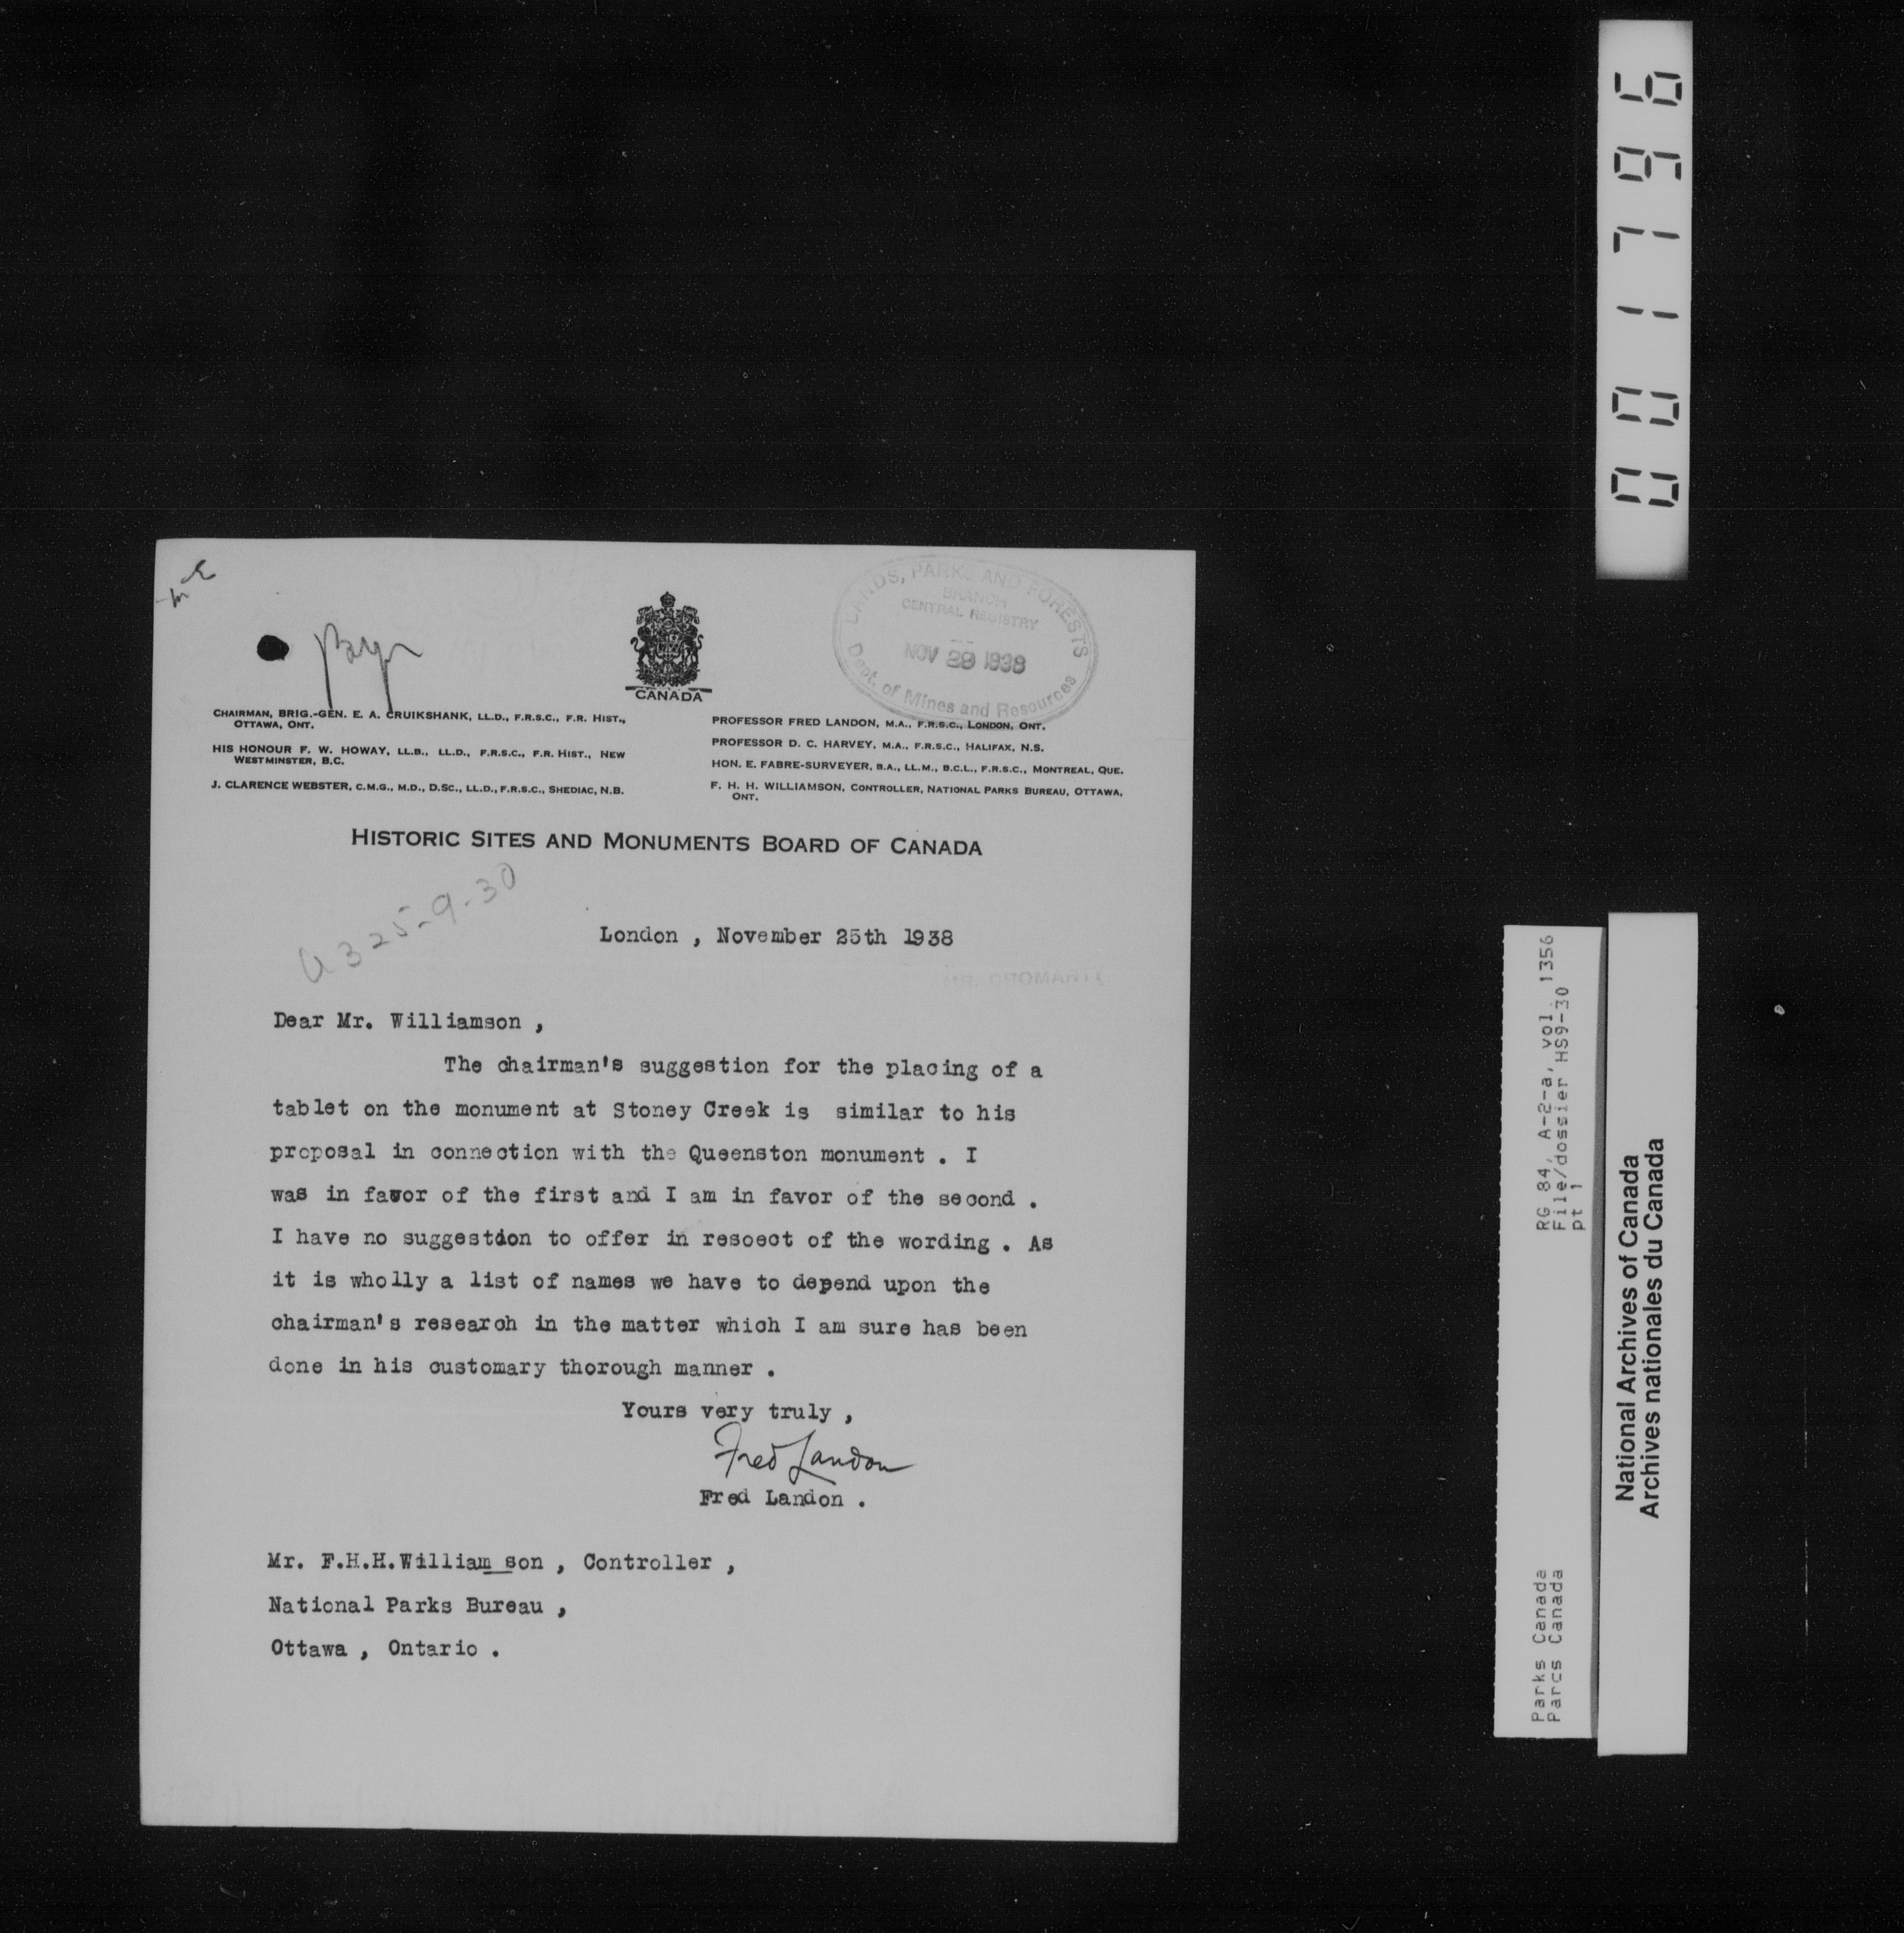 001796
LANDS, PARKS AND FORESTS
BRANCH
CENTRAL REGISTRY
NOV 29 1938
Dept. of Mines and Resources
CANADA
CHAIRMAN, BRIG.-GEN. E. A. CRUIKSHANK, LL.D., F.R.S.C., F.R. HIST.,
OTTAWA, ONT.
HIS HONOUR F. W. HOWAY, LL.B., LL.D., F.R.S.C., F.R. HIST., NEW
WESTMINSTER, B.C.
J. CLARENCE WEBSTER, C.M.G., M.D., D.SC., LL.D., F.R.S.C., SHEDIAC, N.B.
PROFESSOR FRED LANDON, M.A., F.R.S.C., LONDON, ONT.
PROFESSOR D. C. HARVEY, M.A., F.R.S.C., HALIFAX, N.S.
HON. E. FABRE-SURVEYER, B.A., LL.M., B.C.L., F.R.S.C., MONTREAL, QUE.
F. H. H. WILLIAMSON, CONTROLLER, NATIONAL PARKS BUREAU, OTTAWA,
ONT.
HISTORIC SITES AND MONUMENTS BOARD OF CANADA
U 325-9-30
London , November 25th 1938
MR. CROMARTY
Dear Mr. Williamson ,
The chairman's suggestion for the placing of a
tablet on the monument at Stoney Creek is similar to his
proposal in connection with the Queenston monument . I
was in favor of the first and I am in favor of the second .
I have no suggestion to offer in resoect of the wording . As
it is wholly a list of names we have to depend upon the
chairman's research in the matter which I am sure has been
done in his customary thorough manner .
Yours very truly ,
Fred Landon
Fred Landon .
Mr. F.H.H.William son , Controller ,
National Parks Bureau ,
Ottawa , Ontario .
Parks Canada RG 84, A-2-a, vol. 1356
Parcs Canada File/dossier HS9-30
pt 1
National Archives of Canada
Archives nationales du Canada